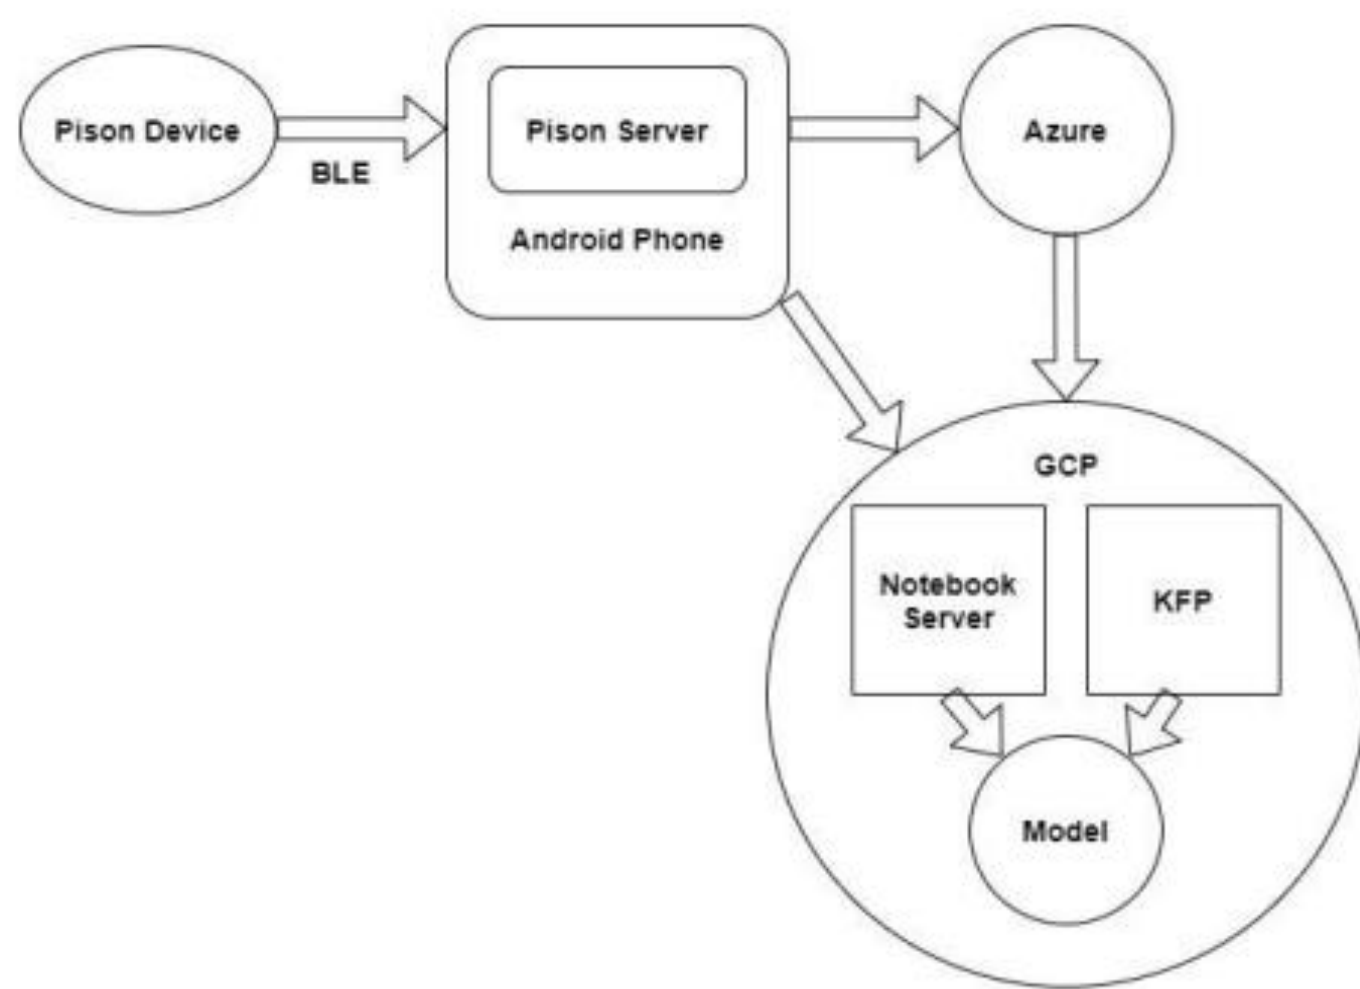 Pison Device
BLE
Pison Server
Android Phone
Azure
GCP
Notebook
Server
KFP
Model